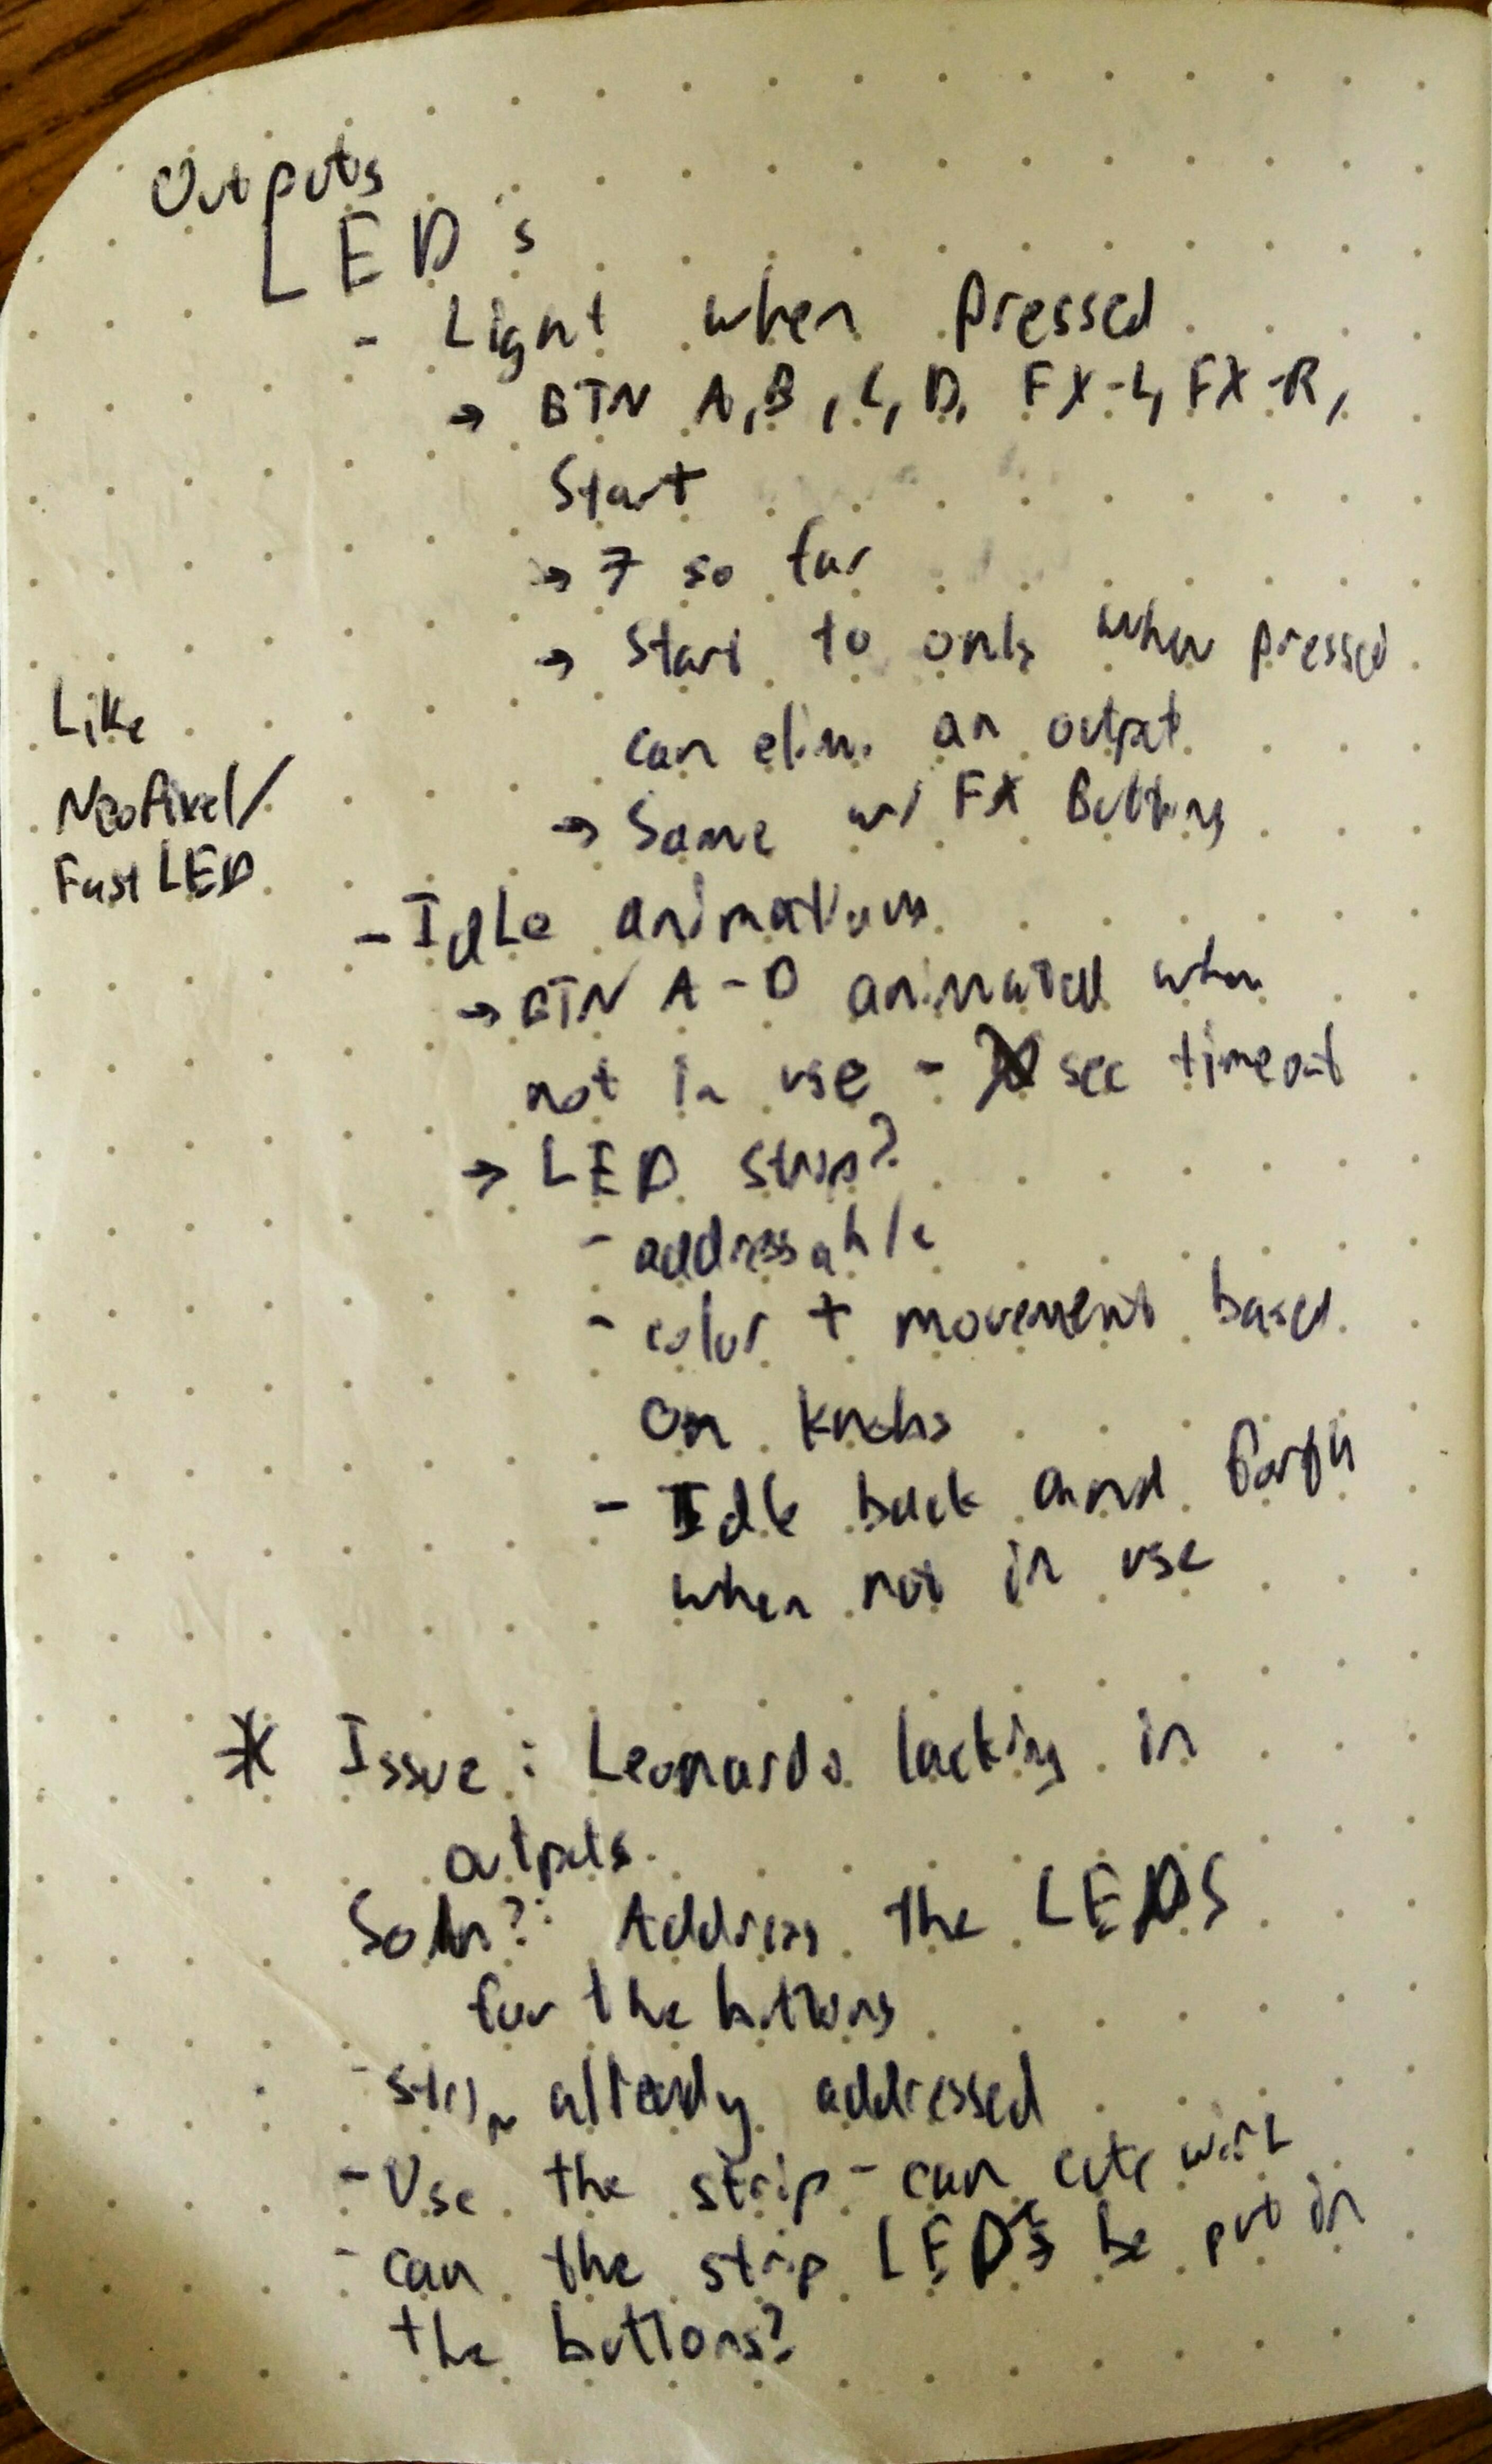 Outputs
LED's
- Light when pressed
→ BTN A, B, C, D, FX-L, FX-R,
Start
→ 7 so far
→ Start to only when pressed
can elim. an output
→ Same w/ FX Buttons
Like
NeoPixel/
FastLED
- Idle animations
→ BTN A-D animated when
not in use - sec timeout
→ LED strip?
- addressable
- color + movement based
on knobs
- Idle back and forth
when not in use
* Issue: Leonardo lacking in
outputs.
Soln?: Address the LEDS
for the buttons
- strip already addressed
- Use the strip - can cut
- can the strip LEDs be put in
the buttons?